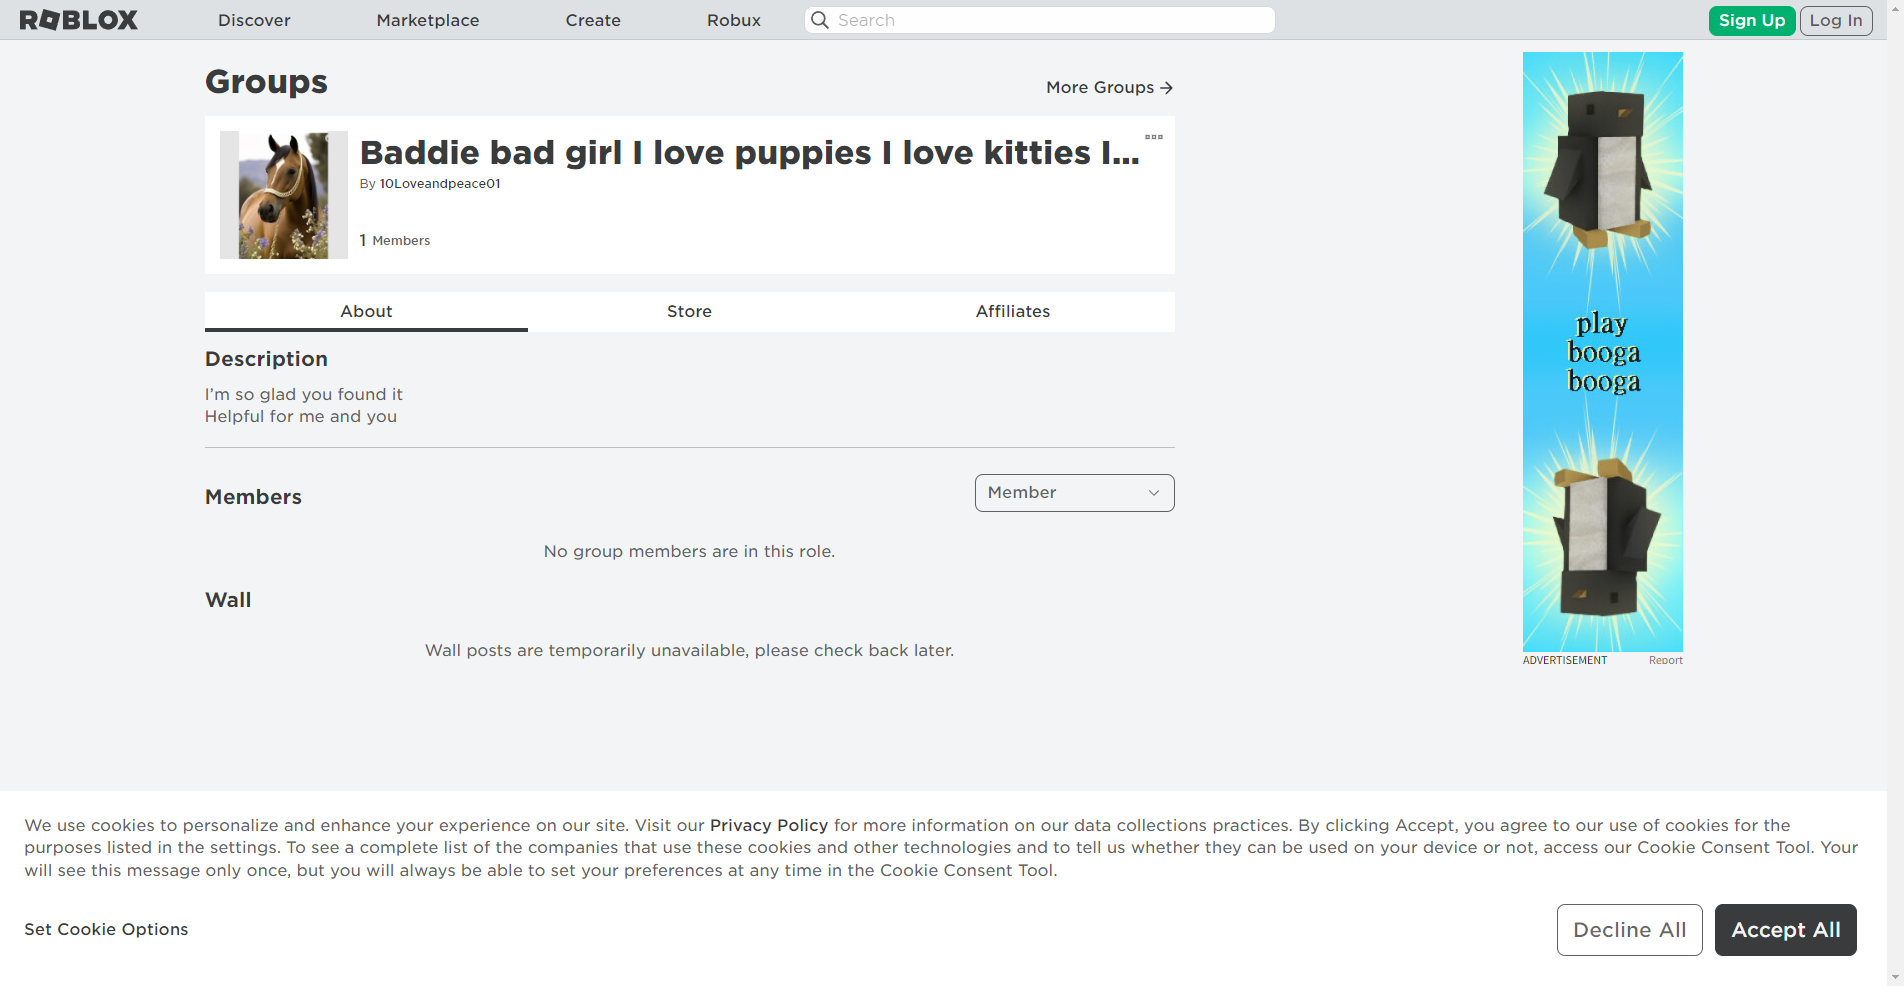 ROBLOX
Discover
Marketplace
Create
Robux
Search
Sign Up
Log In
Groups
More Groups
Baddie bad girl I love puppies I love kitties I...
By 10Loveandpeace01
1 Members
About
Store
Affiliates
Description
I'm so glad you found it
Helpful for me and you
Members
Member
No group members are in this role.
Wall
Wall posts are temporarily unavailable, please check back later.
play
booga
booga
ADVERTISEMENT
Report
We use cookies to personalize and enhance your experience on our site. Visit our Privacy Policy for more information on our data collections practices. By clicking Accept, you agree to our use of cookies for the
purposes listed in the settings. To see a complete list of the companies that use these cookies and other technologies and to tell us whether they can be used on your device or not, access our Cookie Consent Tool. Your
will see this message only once, but you will always be able to set your preferences at any time in the Cookie Consent Tool.
Set Cookie Options
Decline All
Accept All